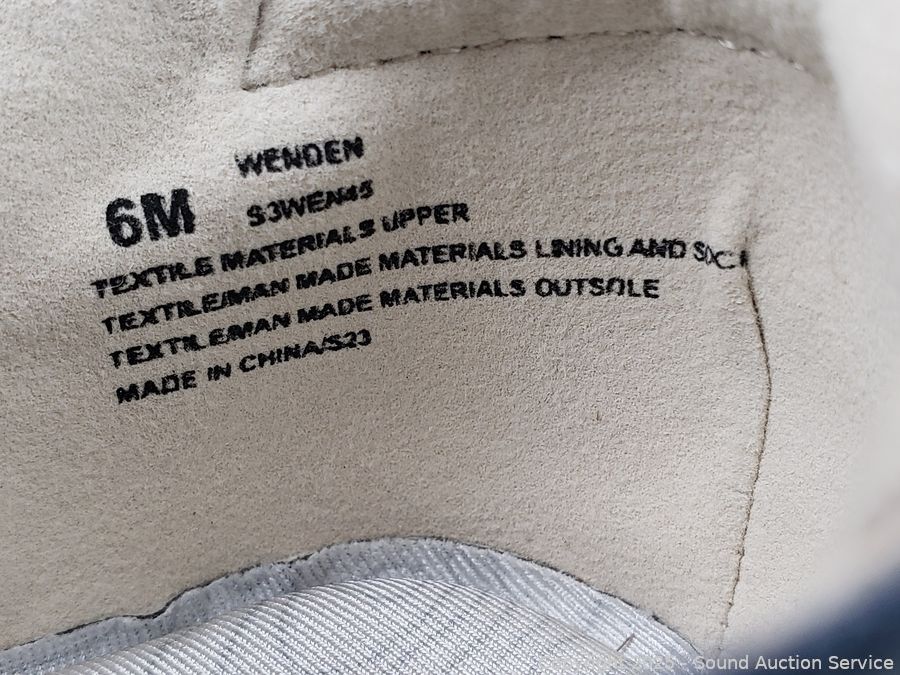 WENDEN
6M S3WEN45
TEXTILE MATERIALS UPPER
TEXTILE/MAN MADE MATERIALS LINING AND SOCK
TEXTILE/MAN MADE MATERIALS OUTSOLE
MADE IN CHINA/S23
- Sound Auction Service